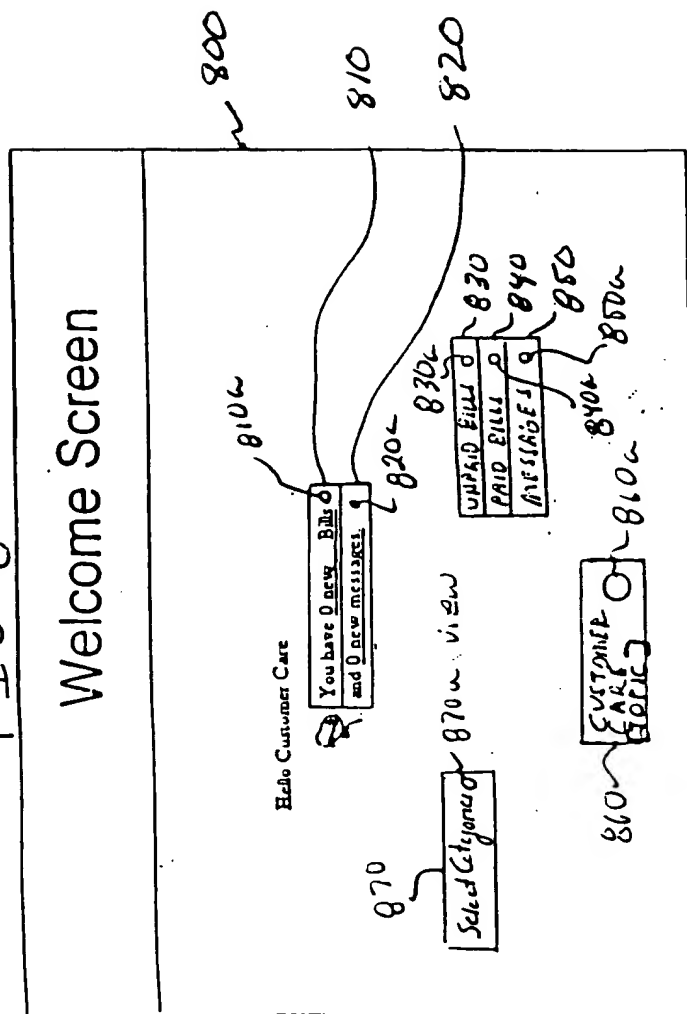 Welcome Screen
800
810
820
Hello Customer Care
You have 0 new Bills
and 0 new messages.
810a
820a
830a
UNPAID BILLS
PAID BILLS
MESSAGES
830
840
850
840a
850a
870
Select Categories
870a view
860
CUSTOMER
CARE
TOPIC
860a